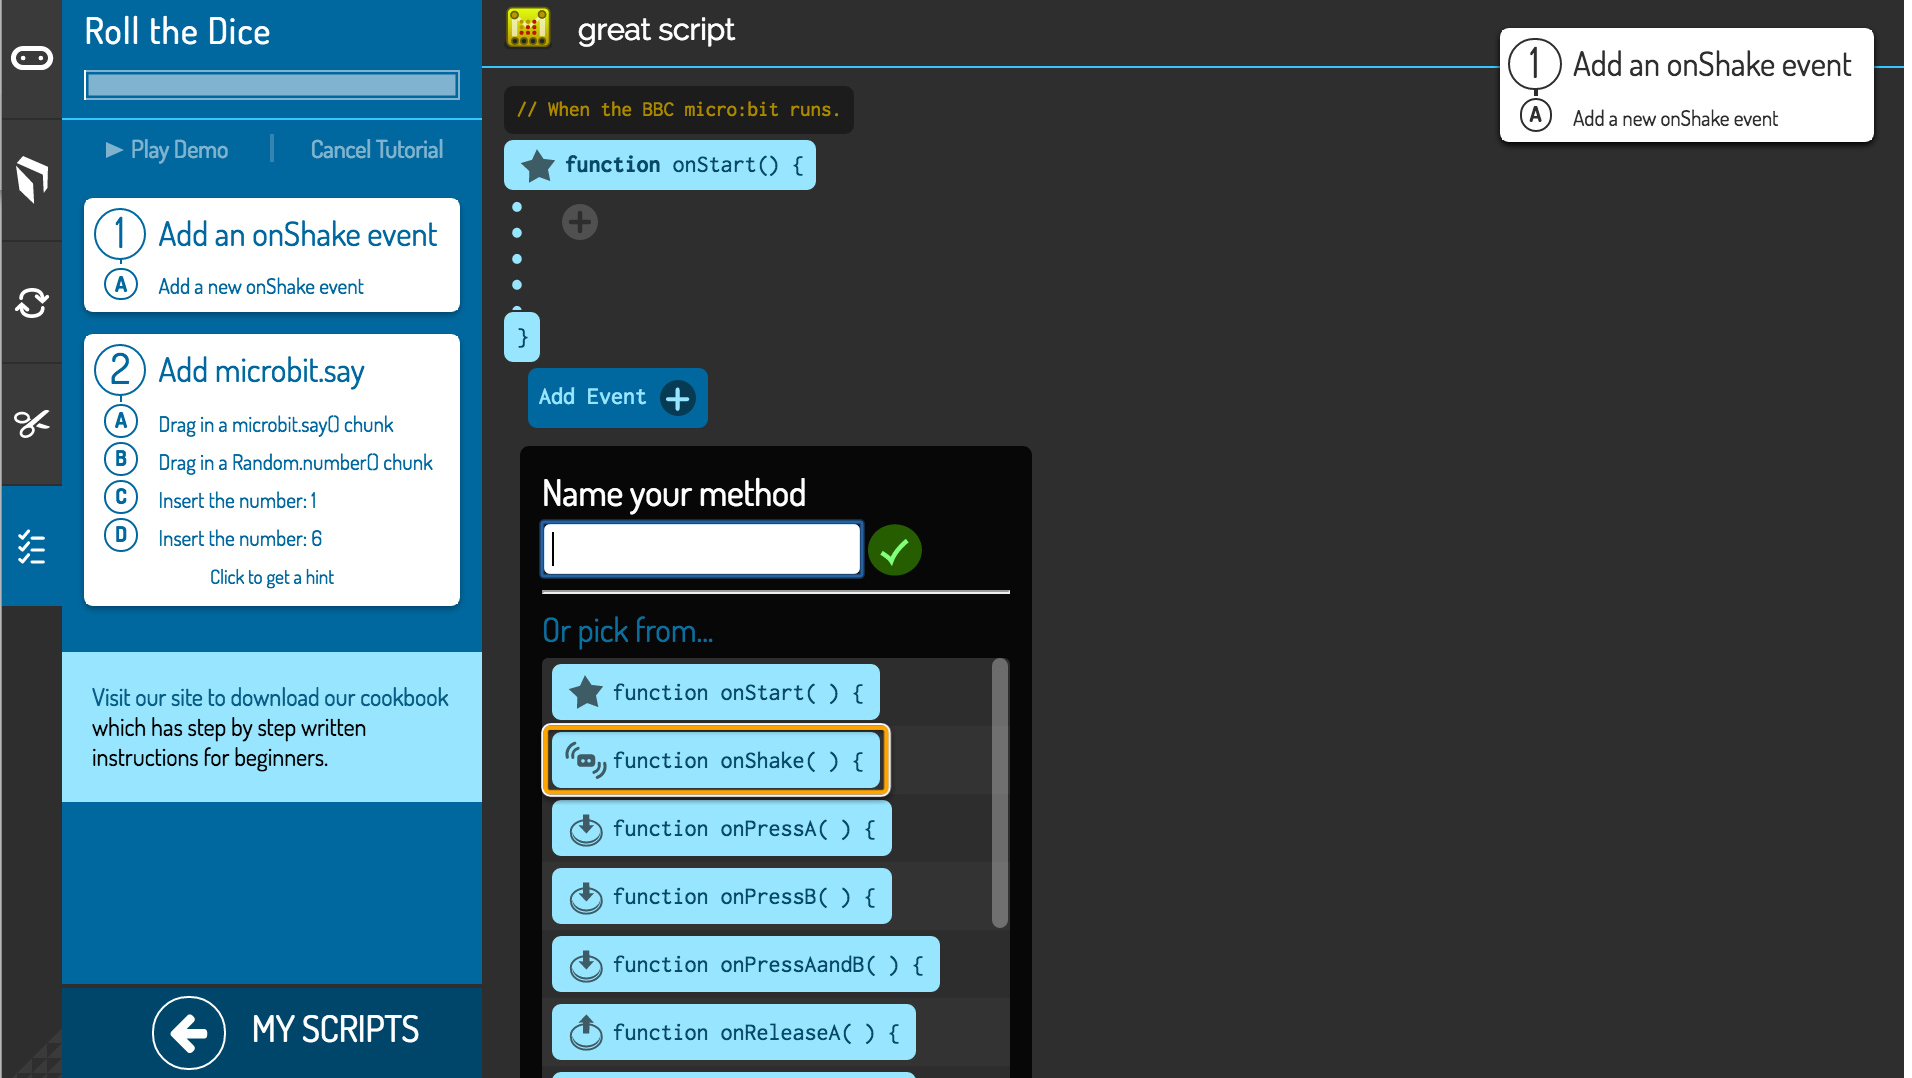 Roll the Dice
▶ Play Demo | Cancel Tutorial
1 Add an onShake event
A Add a new onShake event
2 Add microbit.say
A Drag in a microbit.say() chunk
B Drag in a Random.number() chunk
C Insert the number: 1
D Insert the number: 6
Click to get a hint
Visit our site to download our cookbook
which has step by step written
instructions for beginners.
MY SCRIPTS
great script
// When the BBC micro:bit runs.
function onStart() {
}
Add Event
Name your method
Or pick from...
function onStart( ) {
function onShake( ) {
function onPressA( ) {
function onPressB( ) {
function onPressAandB( ) {
function onReleaseA( ) {
1 Add an onShake event
A Add a new onShake event